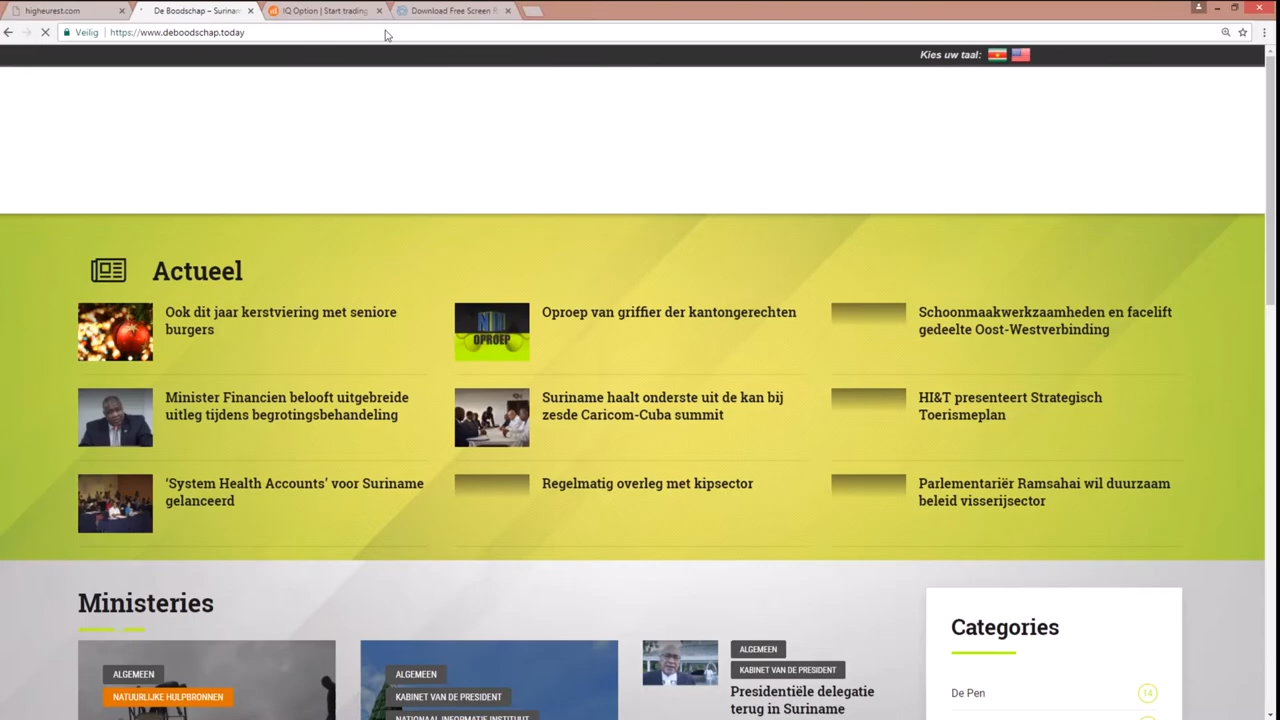 higheurest.com
De Boodschap – Surinam
IQ Option | Start trading
Download Free Screen R
Veilig
https://www.deboodschap.today
Kies uw taal:
Actueel
Ook dit jaar kerstviering met seniore
burgers
Oproep van griffier der kantongerechten
OPROEP
Schoonmaakwerkzaamheden en facelift
gedeelte Oost-Westverbinding
Minister Financien belooft uitgebreide
uitleg tijdens begrotingsbehandeling
Suriname haalt onderste uit de kan bij
zesde Caricom-Cuba summit
HI&T presenteert Strategisch
Toerismeplan
‘System Health Accounts’ voor Suriname
gelanceerd
Regelmatig overleg met kipsector
Parlementariër Ramsahai wil duurzaam
beleid visserijsector
Ministeries
ALGEMEEN
NATUURLIJKE HULPBRONNEN
ALGEMEEN
KABINET VAN DE PRESIDENT
NATIONAAL INFORMATIE INSTITUUT
ALGEMEEN
KABINET VAN DE PRESIDENT
Presidentiële delegatie
terug in Suriname
Categories
De Pen
14